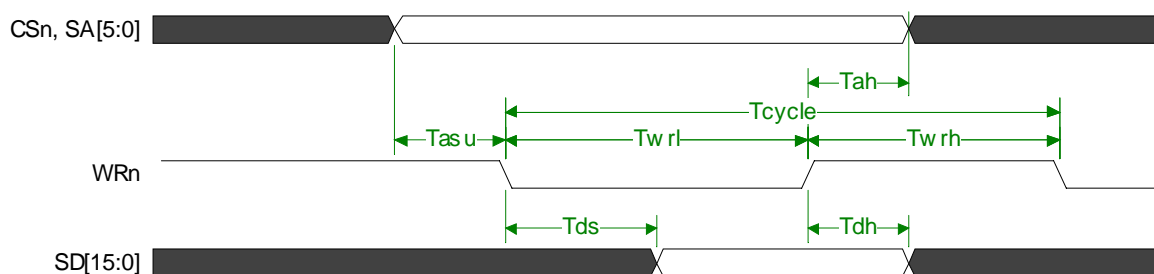 CSn, SA[5:0]
Tah
Tcycle
Tasu
Twrl
Twrh
WRn
Tds
Tdh
SD[15:0]